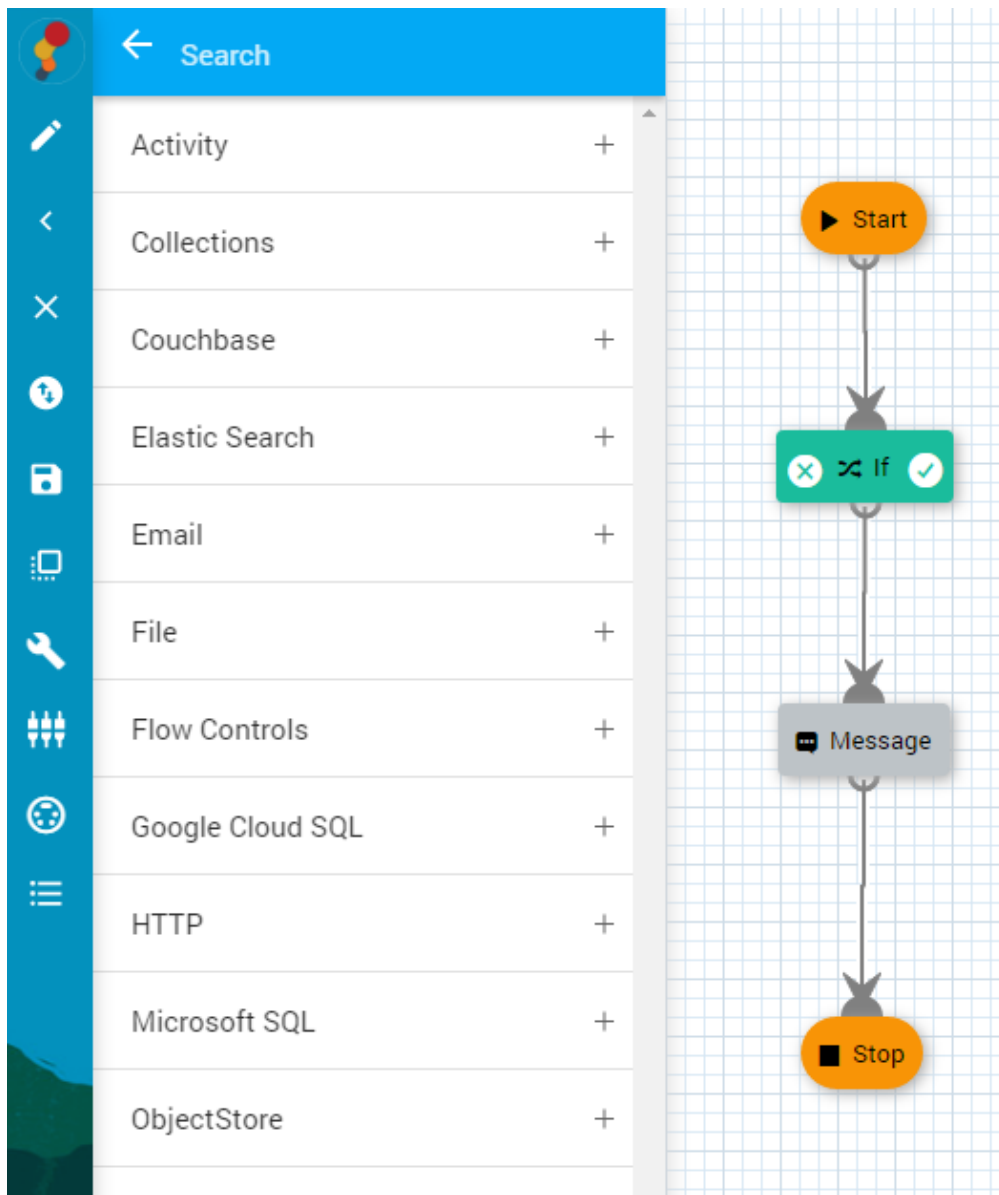 Search
Activity
Collections
Couchbase
Elastic Search
Email
File
Flow Controls
Google Cloud SQL
HTTP
Microsoft SQL
ObjectStore
Start
If
Message
Stop